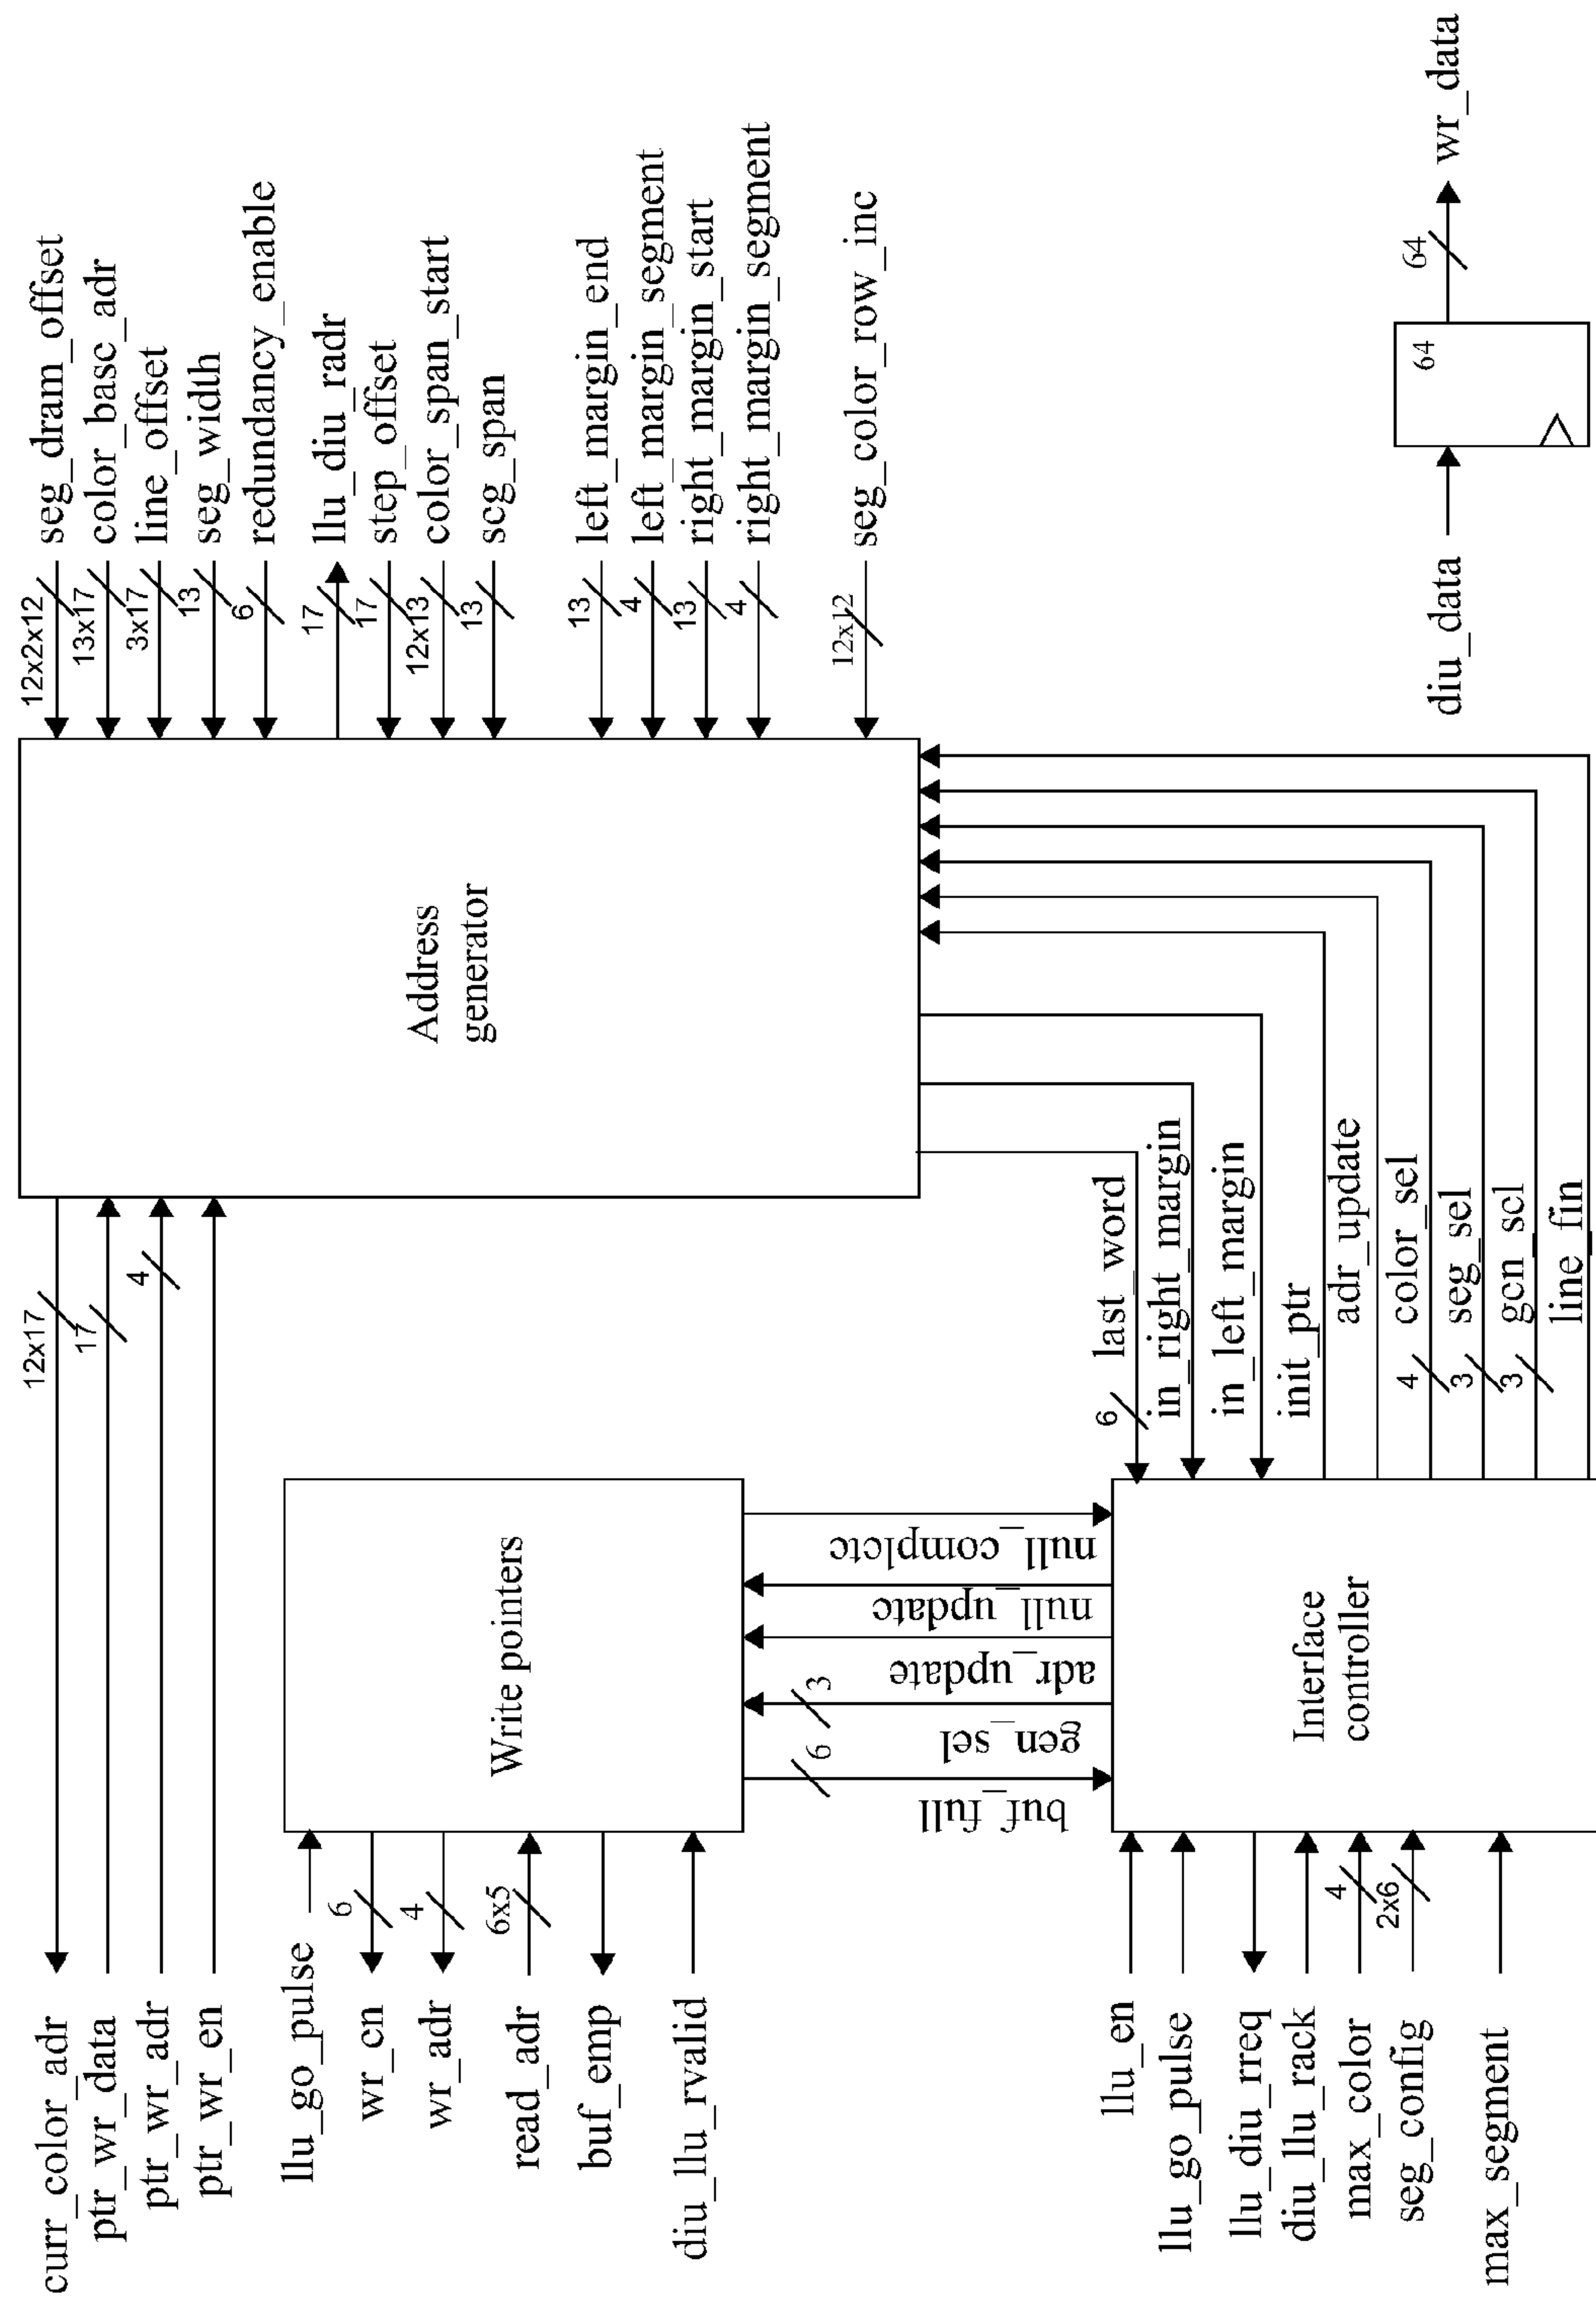 curr_color_adr
12x17
ptr_wr_data
17
ptr_wr_adr
4
ptr_wr_en
12x2x12
seg_dram_offset
13x17
color_base_adr
3x17
line_offset
13
seg_width
6
redundancy_enable
17
llu_diu_radr
17
step_offset
12x13
color_span_start
13
seg_span
13
left_margin_end
4
left_margin_segment
13
right_margin_start
4
right_margin_segment
12x12
seg_color_row_inc
Address
generator
llu_go_pulse
wr_en
6
wr_adr
4
read_adr
6x5
buf_emp
diu_llu_rvalid
Write pointers
buf_full
6
gen_sel
3
adr_update
null_update
null_complete
6
last_word
in_right_margin
in_left_margin
init_ptr
adr_update
4
color_sel
3
seg_sel
3
gen_sel
line_fin
llu_en
llu_go_pulse
llu_diu_rreq
diu_llu_rack
max_color
4
seg_config
2x6
max_segment
Interface
controller
diu_data
64
64
wr_data